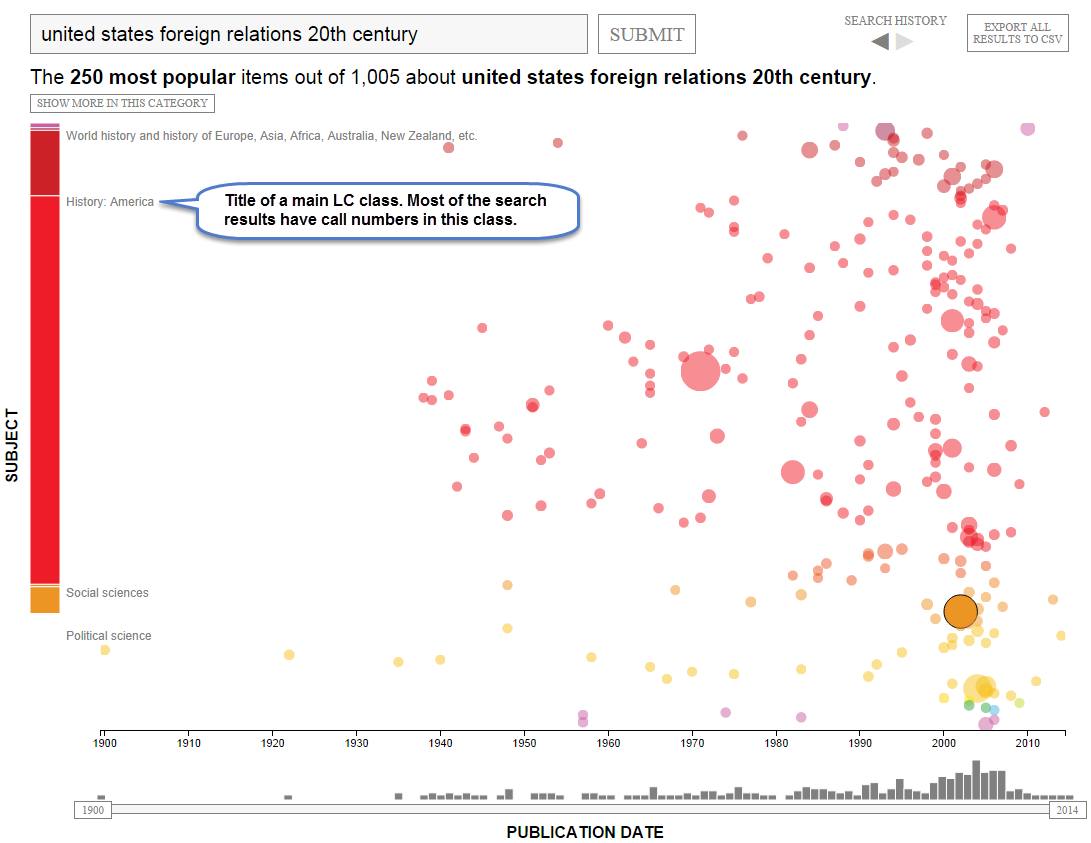 united states foreign relations 20th century
SUBMIT
SEARCH HISTORY
EXPORT ALL
RESULTS TO CSV
The 250 most popular items out of 1,005 about united states foreign relations 20th century.
SHOW MORE IN THIS CATEGORY
World history and history of Europe, Asia, Africa, Australia, New Zealand, etc.
History: America
Title of a main LC class. Most of the search
results have call numbers in this class.
SUBJECT
Social sciences
Political science
1900 1910 1920 1930 1940 1950 1960 1970 1980 1990 2000 2010
1900 2014
PUBLICATION DATE